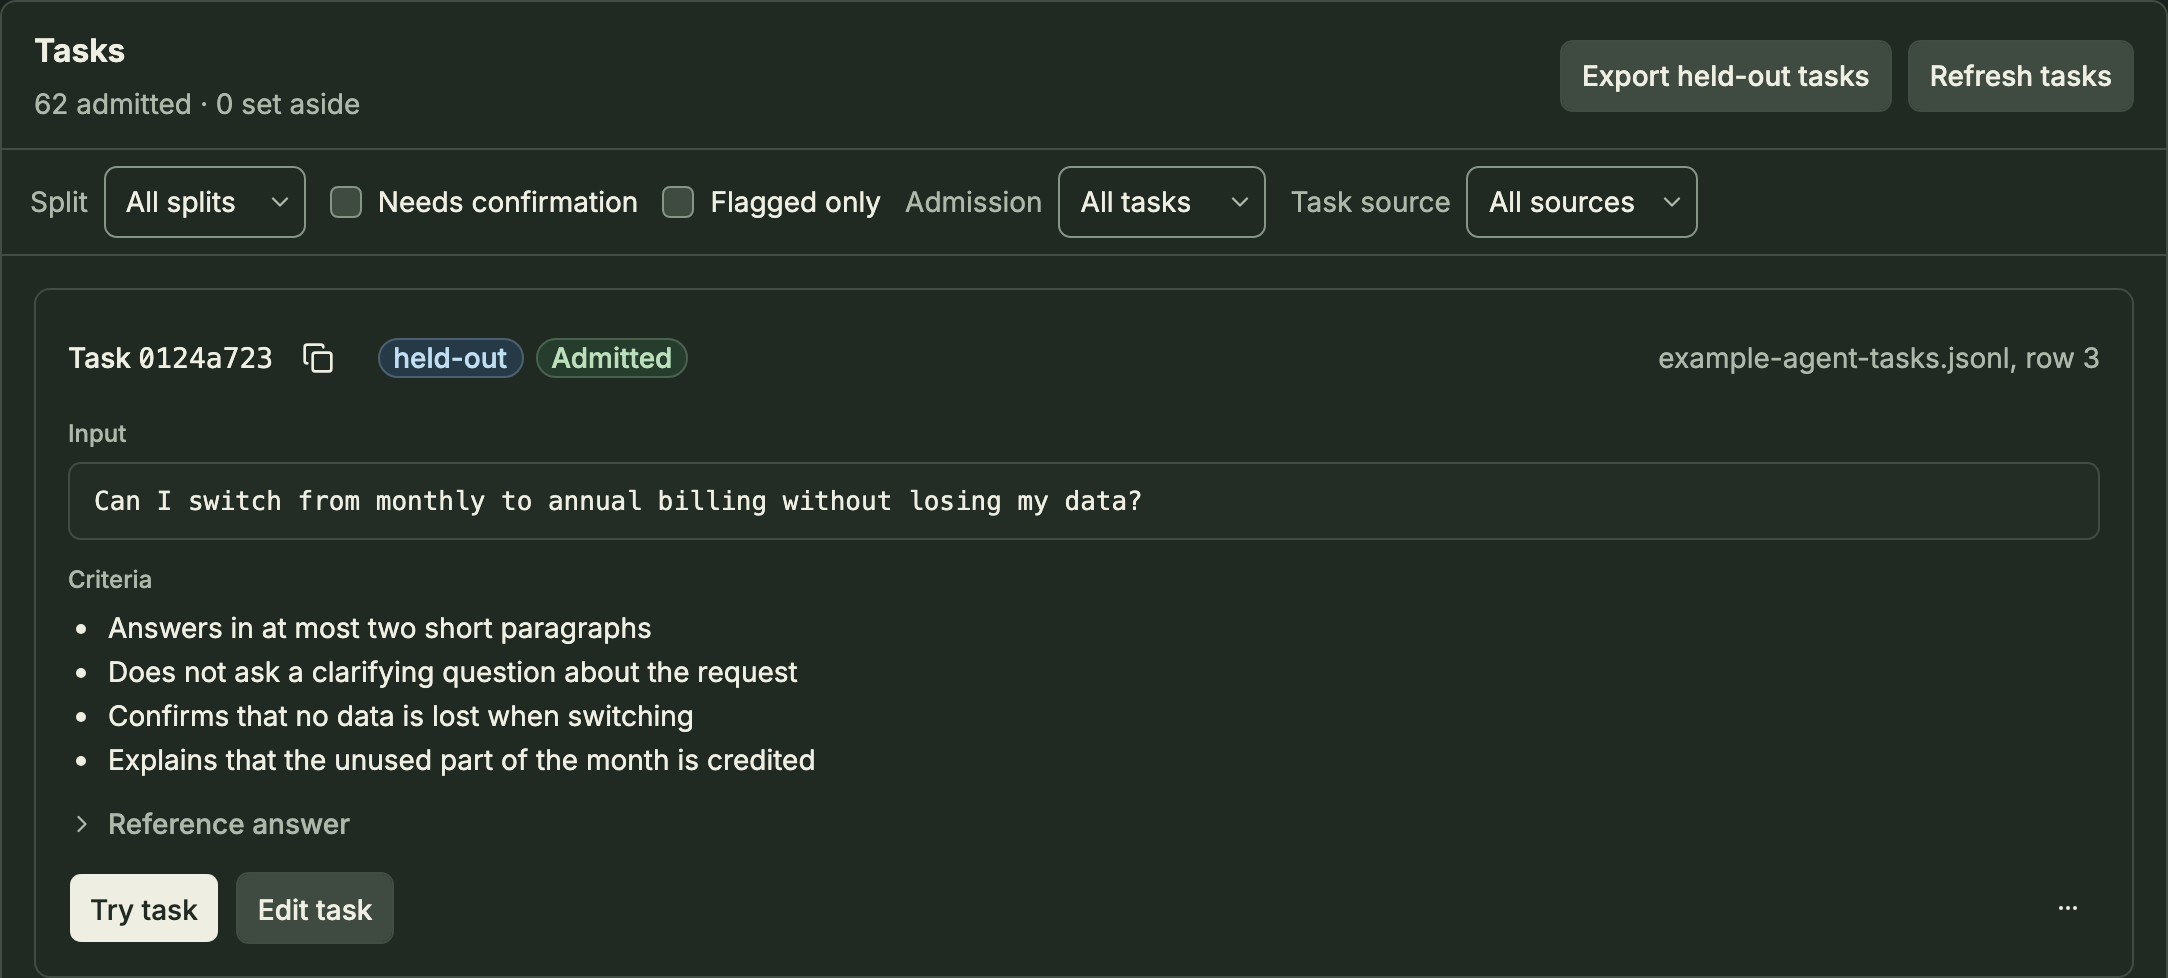 Tasks
62 admitted · 0 set aside
Export held-out tasks
Refresh tasks
Split
All splits
Needs confirmation
Flagged only
Admission
All tasks
Task source
All sources
Task 0124a723
held-out
Admitted
example-agent-tasks.jsonl, row 3
Input
Can I switch from monthly to annual billing without losing my data?
Criteria
• Answers in at most two short paragraphs
• Does not ask a clarifying question about the request
• Confirms that no data is lost when switching
• Explains that the unused part of the month is credited
Reference answer
Try task
Edit task
...